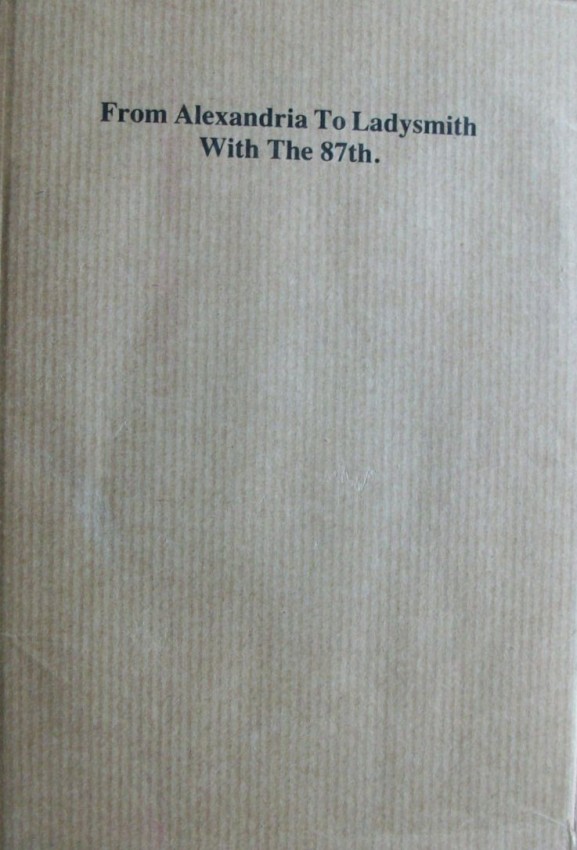 From Alexandria To Ladysmith
With The 87th.